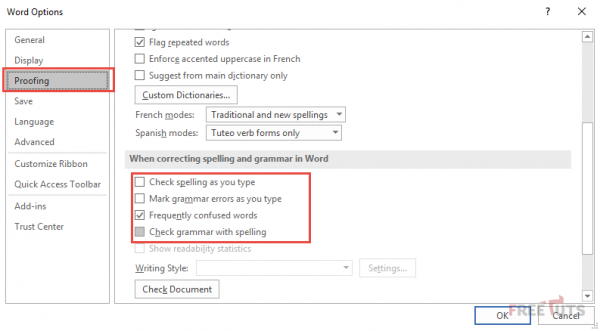 Word Options
?
General
Display
Proofing
Save
Language
Advanced
Customize Ribbon
Quick Access Toolbar
Add-ins
Trust Center
Flag repeated words
Enforce accented uppercase in French
Suggest from main dictionary only
Custom Dictionaries...
French modes: Traditional and new spellings
Spanish modes: Tuteo verb forms only
When correcting spelling and grammar in Word
Check spelling as you type
Mark grammar errors as you type
Frequently confused words
Check grammar with spelling
Show readability statistics
Writing Style: Settings...
Check Document
OK Cancel